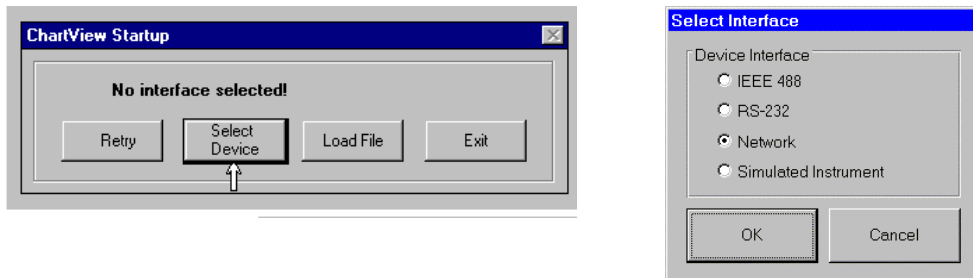 ChartView Startup
No interface selected!
Retry
Select
Device
Load File
Exit
Select Interface
Device Interface
IEEE 488
RS-232
Network
Simulated Instrument
OK
Cancel